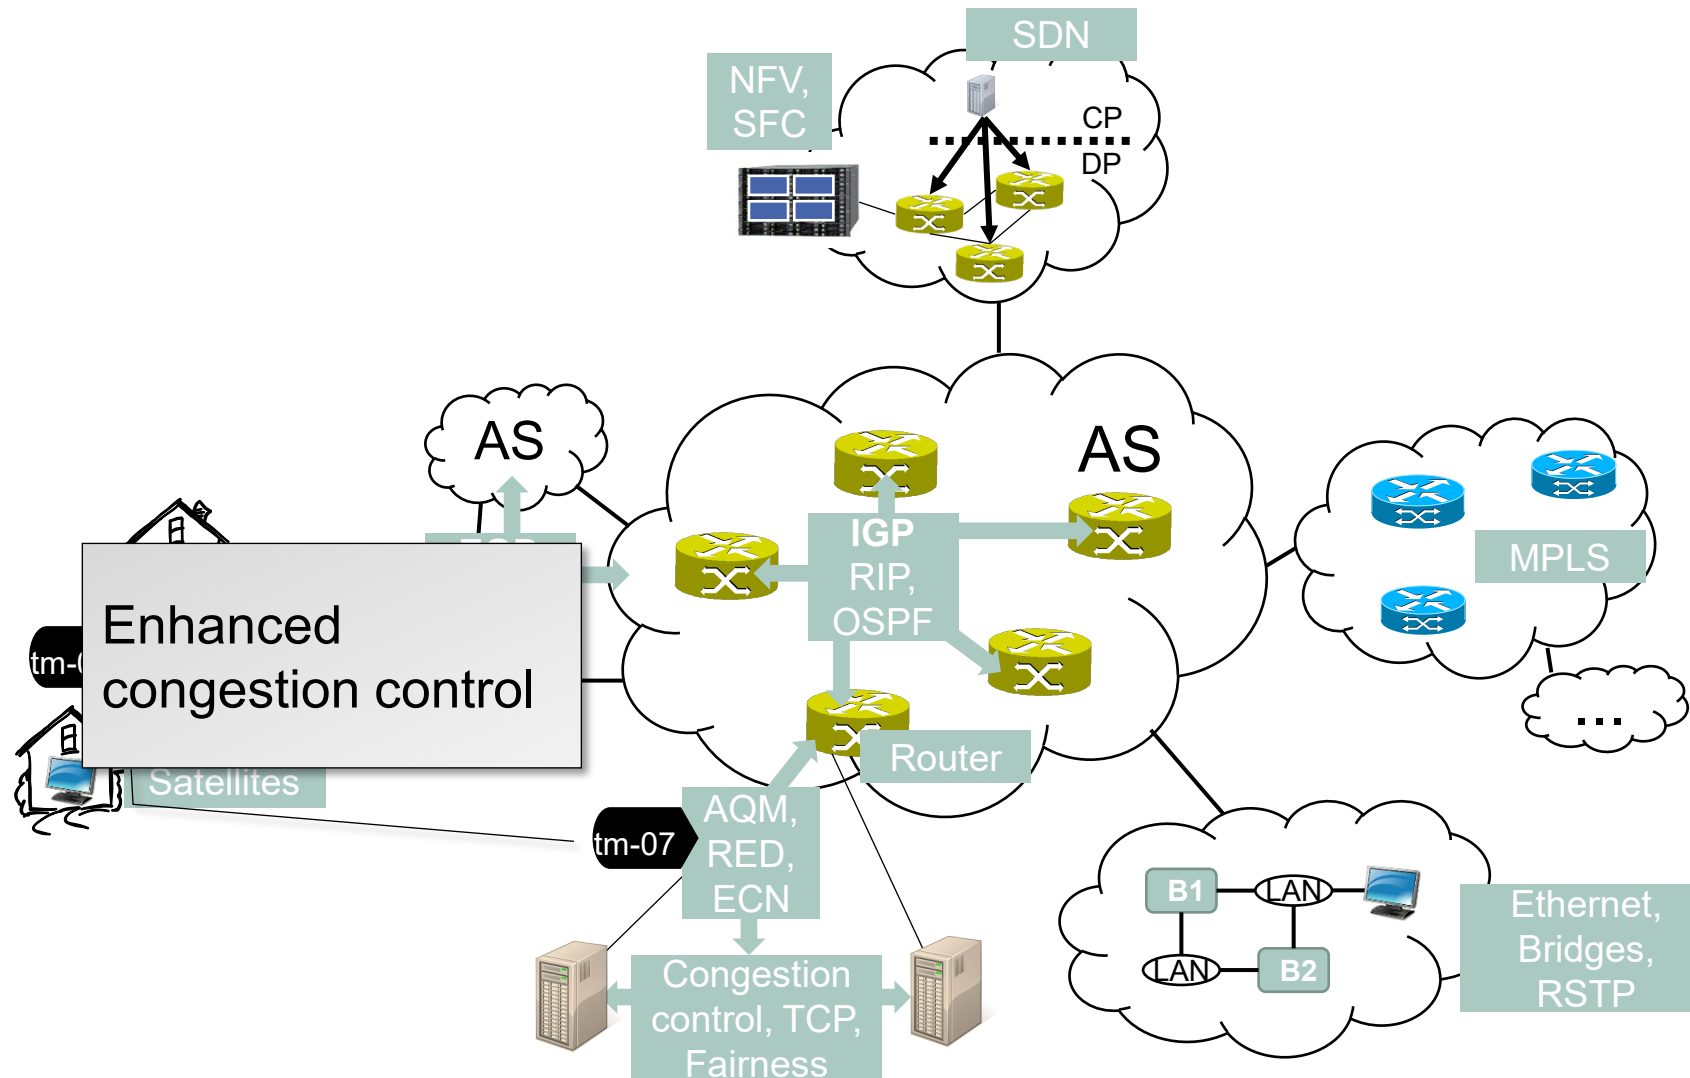 SDN
NFV,
SFC
CP
DP
AS
AS
IGP
RIP,
OSPF
MPLS
Enhanced
congestion control
Router
...
Satellites
AQM,
RED,
ECN
tm-07
B1
LAN
LAN
B2
Ethernet,
Bridges,
RSTP
Congestion
control, TCP,
Fairness